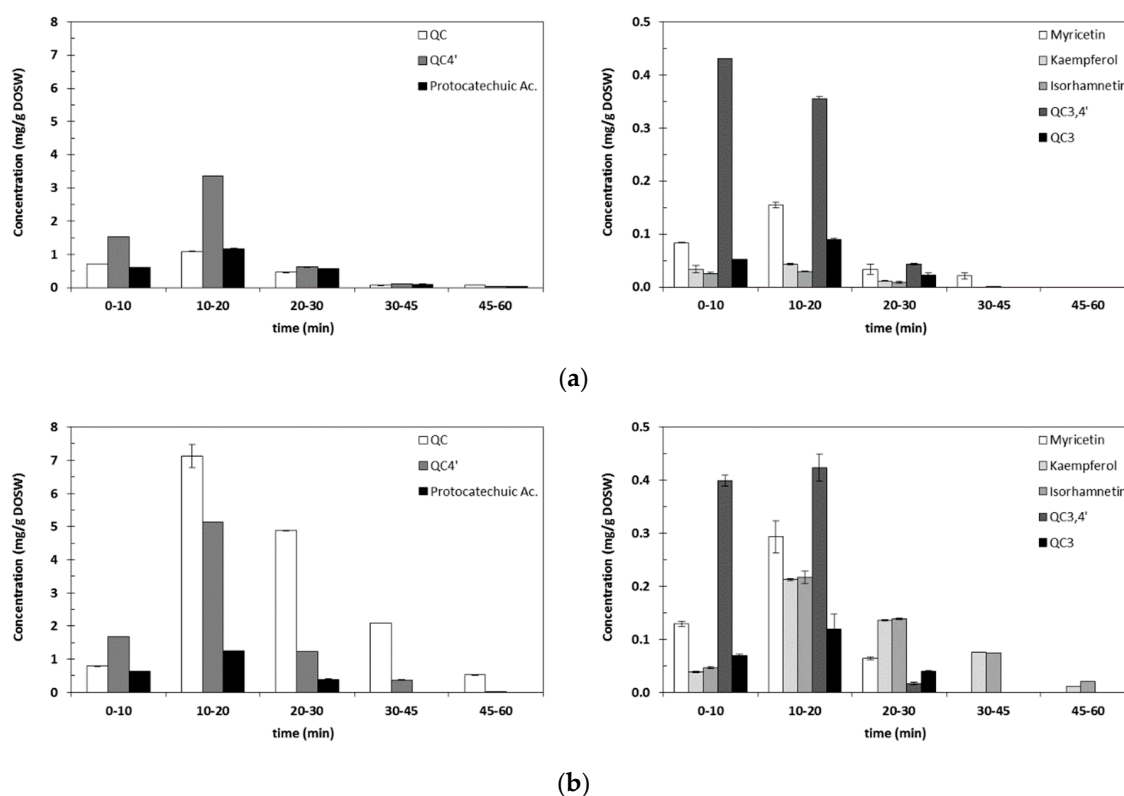 8
7
6
5
4
3
2
1
0
Concentration (mg/g DOSW)
QC
QC4'
Protocatechuic Ac.
0-10 10-20 20-30 30-45 45-60
time (min)
0.5
0.4
0.3
0.2
0.1
0.0
Concentration (mg/g DOSW)
Myricetin
Kaempferol
Isorhamnetin
QC3,4'
QC3
0-10 10-20 20-30 30-45 45-60
time (min)
(a)
8
7
6
5
4
3
2
1
0
Concentration (mg/g DOSW)
QC
QC4'
Protocatechuic Ac.
0-10 10-20 20-30 30-45 45-60
time (min)
0.5
0.4
0.3
0.2
0.1
0.0
Concentration (mg/g DOSW)
Myricetin
Kaempferol
Isorhamnetin
QC3,4'
QC3
0-10 10-20 20-30 30-45 45-60
time (min)
(b)